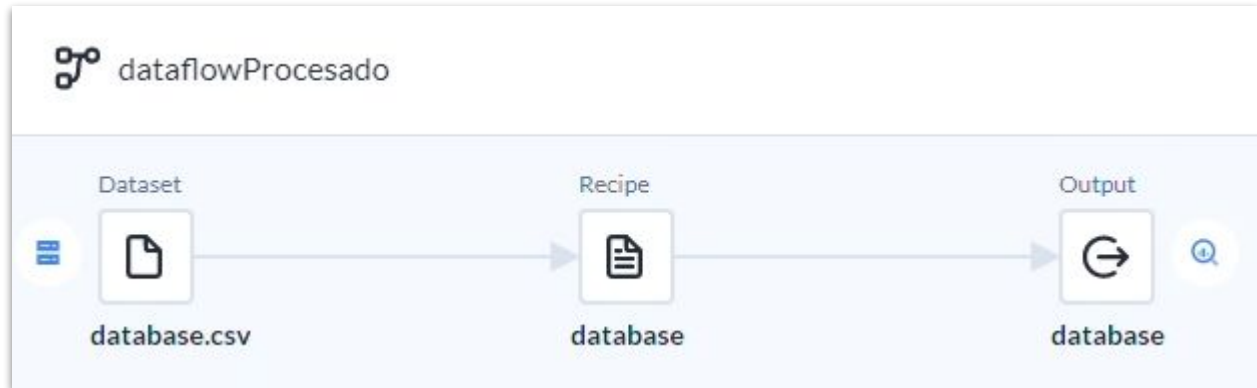 dataflowProcesado
Dataset Recipe Output
database.csv database database